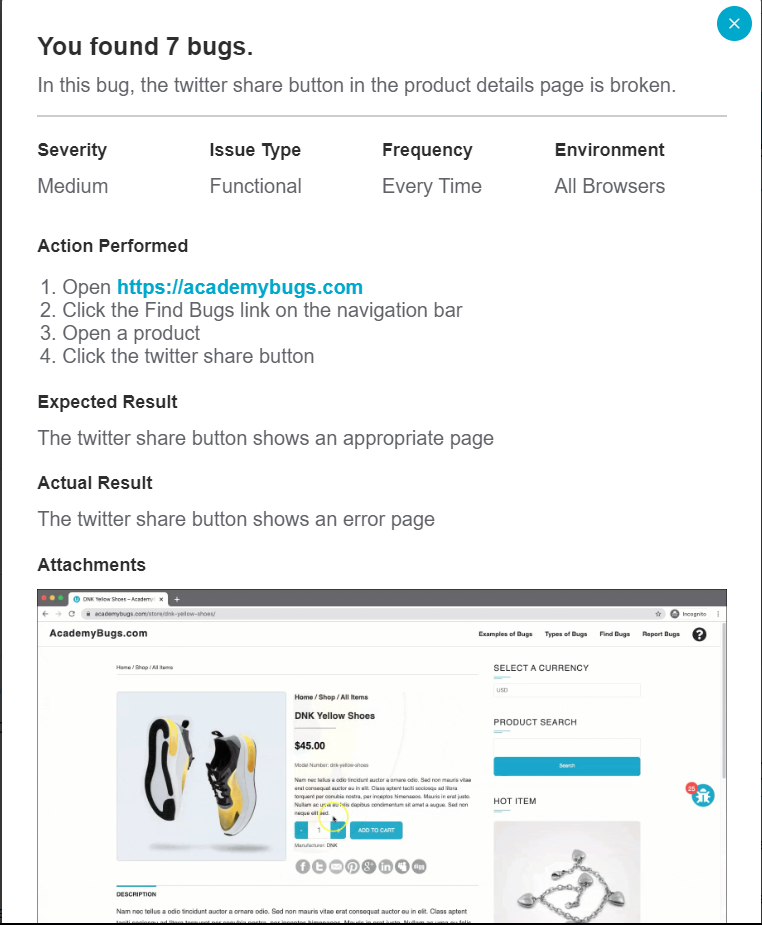 You found 7 bugs.
In this bug, the twitter share button in the product details page is broken.
Severity Issue Type Frequency Environment
Medium Functional Every Time All Browsers
Action Performed
1. Open https://academybugs.com
2. Click the Find Bugs link on the navigation bar
3. Open a product
4. Click the twitter share button
Expected Result
The twitter share button shows an appropriate page
Actual Result
The twitter share button shows an error page
Attachments
DNK Yellow Shoes – Academy
academybugs.com/store/dnk-yellow-shoes/ Incognito
AcademyBugs.com Examples of Bugs Types of Bugs Find Bugs Report Bugs ?
Home / Shop / All Items
Home / Shop / All Items
DNK Yellow Shoes
$45.00
Model Number: dnk-yellow-shoes
Nam nec tellus a odio tincidunt auctor a ornare odio. Sed non mauris vitae
erat consequat auctor eu in elit. Class aptent taciti sociosqu ad litora
torquent per conubia nostra, per inceptos himenaeos. Mauris in erat justo.
Nullam ac urna eu felis dapibus condimentum sit amet a augue. Sed non
neque elit sed.
- 1 ADD TO CART
Manufacturer: DNK
DESCRIPTION
Nam nec tellus a odio tincidunt auctor a ornare odio. Sed non mauris vitae erat consequat auctor eu in elit. Class aptent
SELECT A CURRENCY
USD
PRODUCT SEARCH
Search
25
HOT ITEM